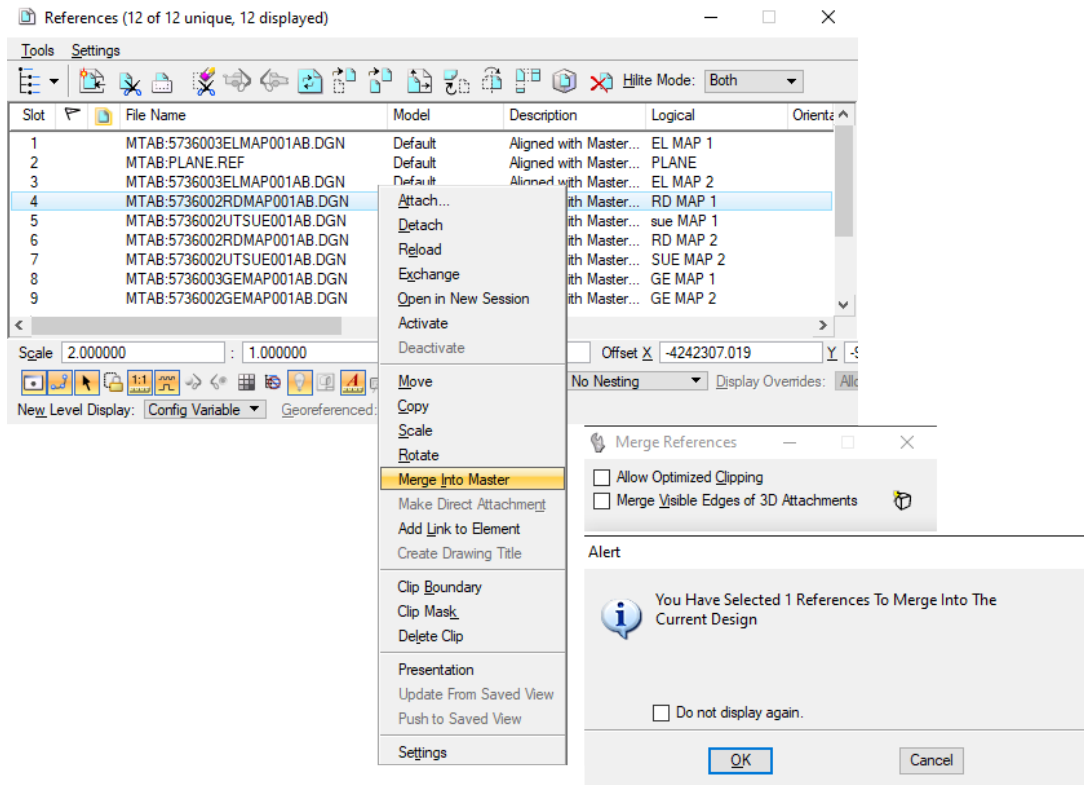 References (12 of 12 unique, 12 displayed)
Tools Settings
Hilite Mode: Both
Slot File Name Model Description Logical Orienta
1 MTAB:5736003ELMAP001AB.DGN Default Aligned with Master... EL MAP 1
2 MTAB:PLANE.REF Default Aligned with Master... PLANE
3 MTAB:5736003ELMAP001AB.DGN Default Aligned with Master... EL MAP 2
4 MTAB:5736002RDMAP001AB.DGN ith Master... RD MAP 1
5 MTAB:5736002UTSUE001AB.DGN ith Master... sue MAP 1
6 MTAB:5736002RDMAP001AB.DGN ith Master... RD MAP 2
7 MTAB:5736002UTSUE001AB.DGN ith Master... SUE MAP 2
8 MTAB:5736003GEMAP001AB.DGN ith Master... GE MAP 1
9 MTAB:5736002GEMAP001AB.DGN ith Master... GE MAP 2
Scale 2.000000 : 1.000000 Offset X -4242307.019 Y
1:1 A No Nesting Display Overrides:
New Level Display: Config Variable Georeferenced:
Attach...
Detach
Reload
Exchange
Open in New Session
Activate
Deactivate
Move
Copy
Scale
Rotate
Merge Into Master
Make Direct Attachment
Add Link to Element
Create Drawing Title
Clip Boundary
Clip Mask
Delete Clip
Presentation
Update From Saved View
Push to Saved View
Settings
Merge References
Allow Optimized Clipping
Merge Visible Edges of 3D Attachments
Alert
You Have Selected 1 References To Merge Into The
Current Design
Do not display again.
OK Cancel